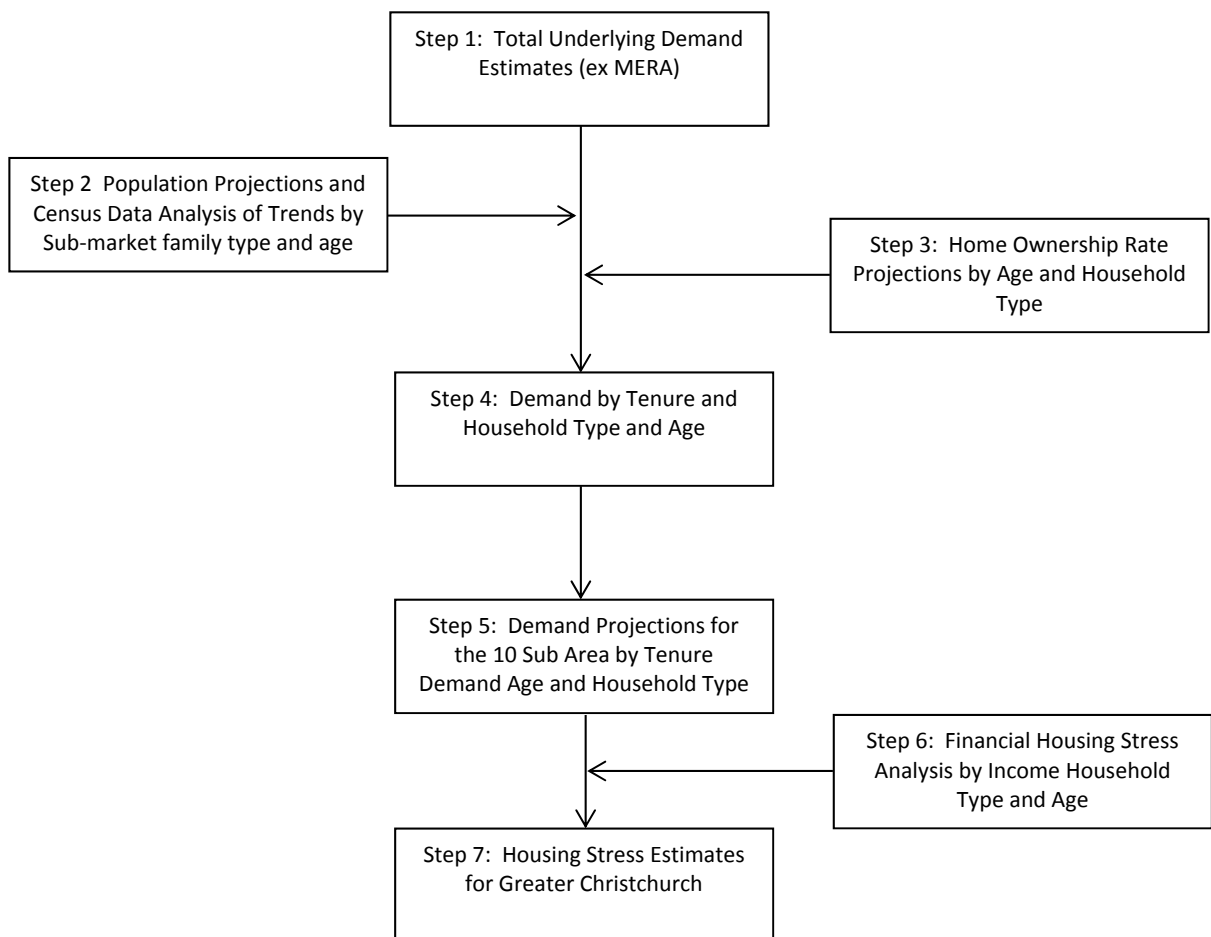 Step 1:  Total Underlying Demand
Estimates (ex MERA)
Step 2  Population Projections and
Census Data Analysis of Trends by
Sub-market family type and age
Step 3:  Home Ownership Rate
Projections by Age and Household
Type
Step 4:  Demand by Tenure and
Household Type and Age
Step 5:  Demand Projections for
the 10 Sub Area by Tenure
Demand Age and Household Type
Step 6:  Financial Housing Stress
Analysis by Income Household
Type and Age
Step 7:  Housing Stress Estimates
for Greater Christchurch